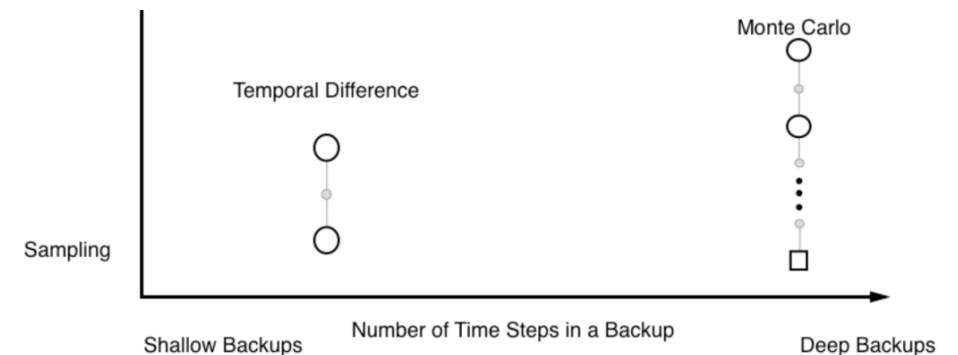 Monte Carlo
Temporal Difference
Sampling
Number of Time Steps in a Backup
Shallow Backups
Deep Backups